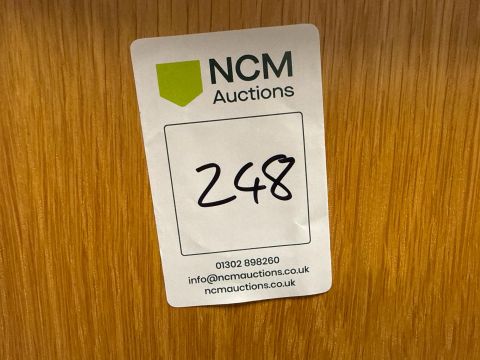 NCM
Auctions
248
01302 898260
info@ncmauctions.co.uk
ncmauctions.co.uk